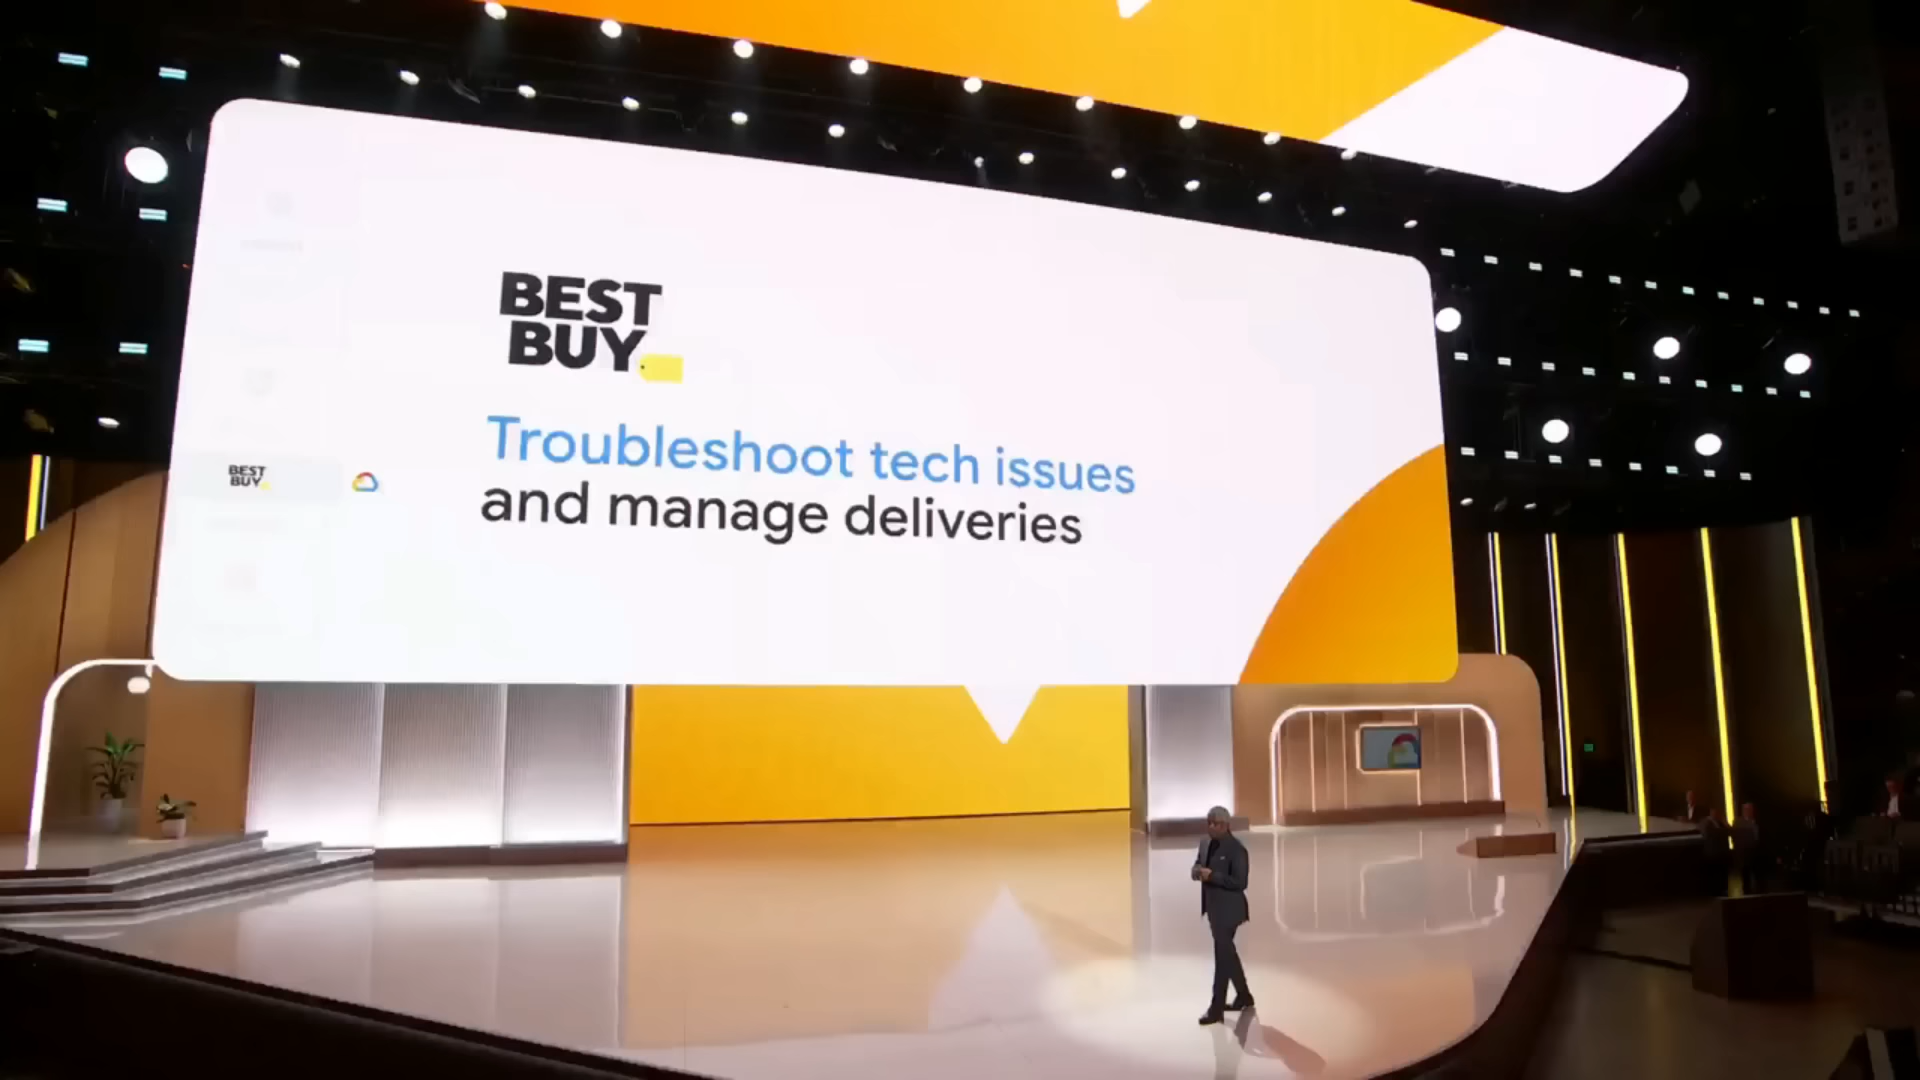 BEST
BUY
Troubleshoot tech issues
and manage deliveries
BEST
BUY